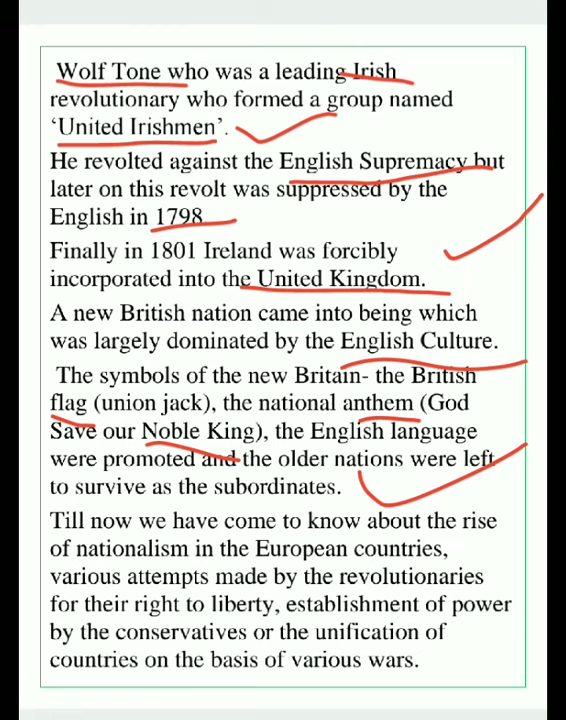 Wolf Tone who was a leading Irish
revolutionary who formed a group named
‘United Irishmen’.
He revolted against the English Supremacy but
later on this revolt was suppressed by the
English in 1798
Finally in 1801 Ireland was forcibly
incorporated into the United Kingdom.
A new British nation came into being which
was largely dominated by the English Culture.
The symbols of the new Britain- the British
flag (union jack), the national anthem (God
Save our Noble King), the English language
were promoted and the older nations were left
to survive as the subordinates.
Till now we have come to know about the rise
of nationalism in the European countries,
various attempts made by the revolutionaries
for their right to liberty, establishment of power
by the conservatives or the unification of
countries on the basis of various wars.